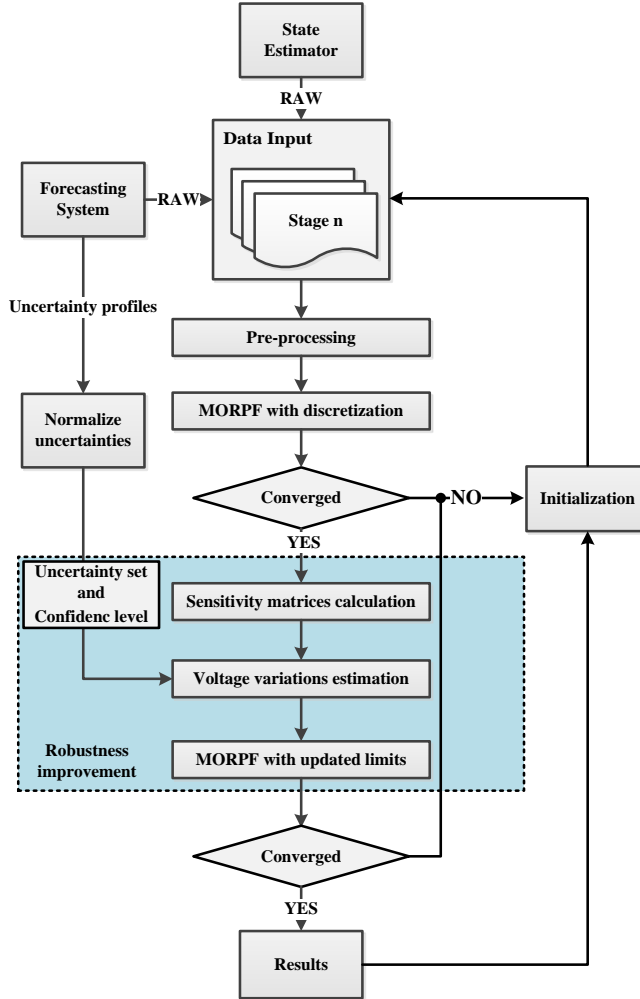 State
Estimator
RAW
Data Input
Forecasting
System
RAW
Stage n
Uncertainty profiles
Pre-processing
Normalize
uncertainties
MORPF with discretization
Converged
NO
Initialization
YES
Uncertainty set
and
Confidenc level
Sensitivity matrices calculation
Voltage variations estimation
Robustness
improvement
MORPF with updated limits
Converged
YES
Results